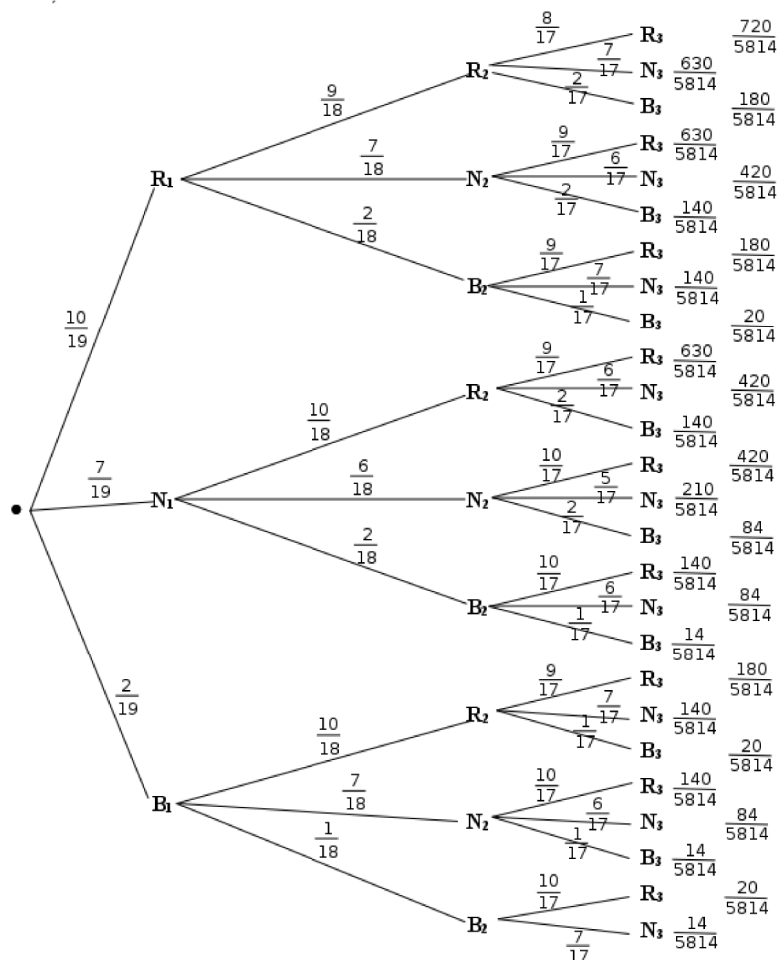 8/17 R₃ 720/5814
R₂ 7/17 N₃ 630/5814
2/17 B₃ 180/5814
9/18
9/17 R₃ 630/5814
7/18
R₁ N₂ 6/17 N₃ 420/5814
2/17 B₃ 140/5814
2/18
9/17 R₃ 180/5814
B₂ 7/17 N₃ 140/5814
1/17 B₃ 20/5814
10/19
9/17 R₃ 630/5814
R₂ 6/17 N₃ 420/5814
2/17 B₃ 140/5814
10/18
10/17 R₃ 420/5814
7/19 6/18
• N₁ N₂ 5/17 N₃ 210/5814
2/17 B₃ 84/5814
2/18
10/17 R₃ 140/5814
B₂ 6/17 N₃ 84/5814
1/17 B₃ 14/5814
2/19
9/17 R₃ 180/5814
R₂ 7/17 N₃ 140/5814
10/18 1/17 B₃ 20/5814
7/18 10/17 R₃ 140/5814
B₁ N₂ 6/17 N₃ 84/5814
1/18 1/17 B₃ 14/5814
10/17 R₃ 20/5814
B₂ 7/17 N₃ 14/5814